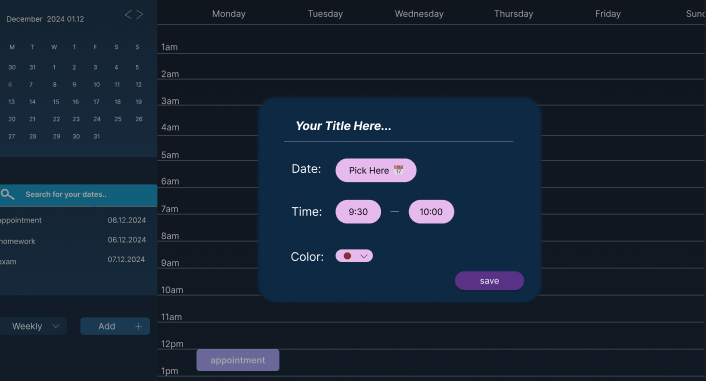 December 2024 01.12
< >
M T W T F S S
30 31 1 2 3 4 5
6 7 8 9 10 11 12
13 14 15 16 17 18 19
20 21 22 23 24 25 26
27 28 29 30 31
Search for your dates..
appointment 06.12.2024
homework 06.12.2024
exam 07.12.2024
Weekly
Add +
Monday Tuesday Wednesday Thursday Friday Sund
1am
2am
3am
4am
5am
6am
7am
8am
9am
10am
11am
12pm
1pm
appointment
Your Title Here...
Date: Pick Here
Time: 9:30 — 10:00
Color:
save